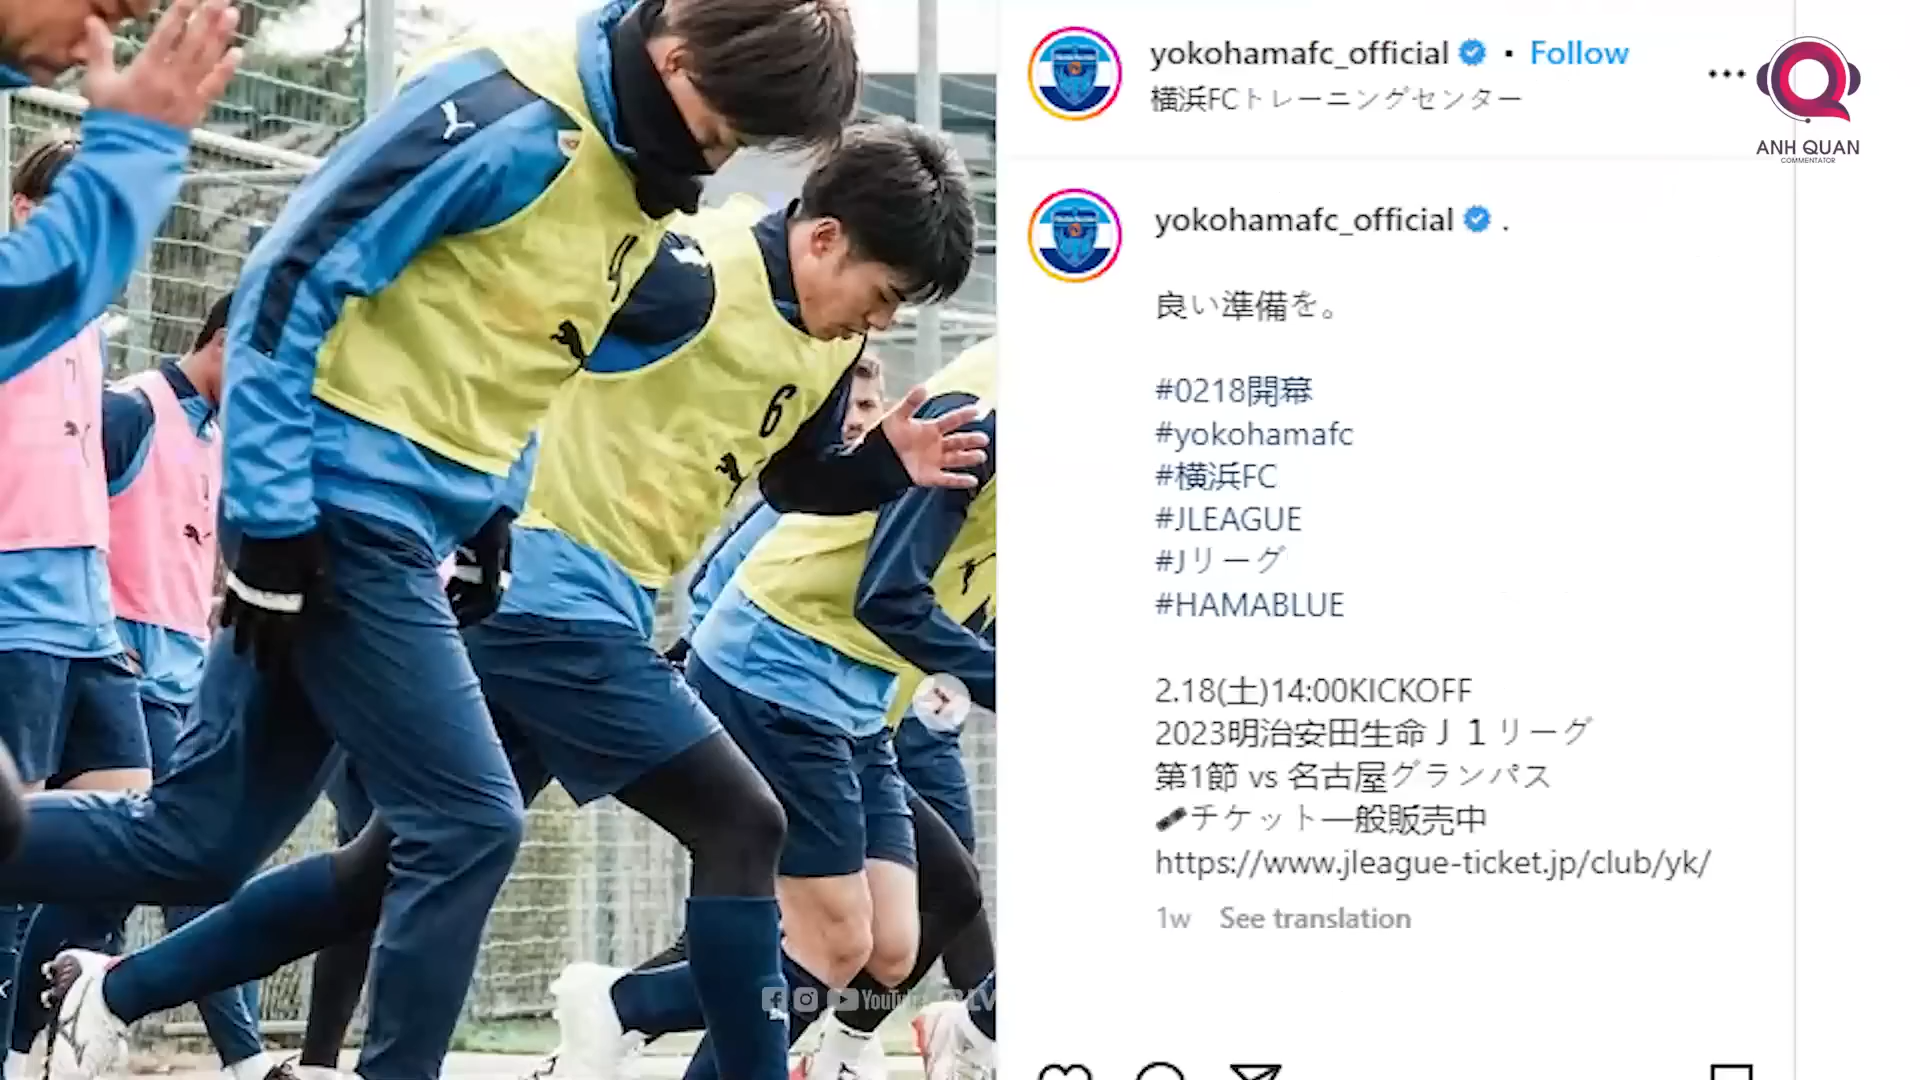 yokohamafc_official • Follow
横浜FCトレーニングセンター
ANH QUAN
COMMENTATOR
yokohamafc_official .
良い準備を。
#0218開幕
#yokohamafc
#横浜FC
#JLEAGUE
#Jリーグ
#HAMABLUE
2.18(土)14:00KICKOFF
2023明治安田生命Ｊ１リーグ
第1節 vs 名古屋グランパス
チケット一般販売中
https://www.jleague-ticket.jp/club/yk/
1w See translation
4
6
YouTube